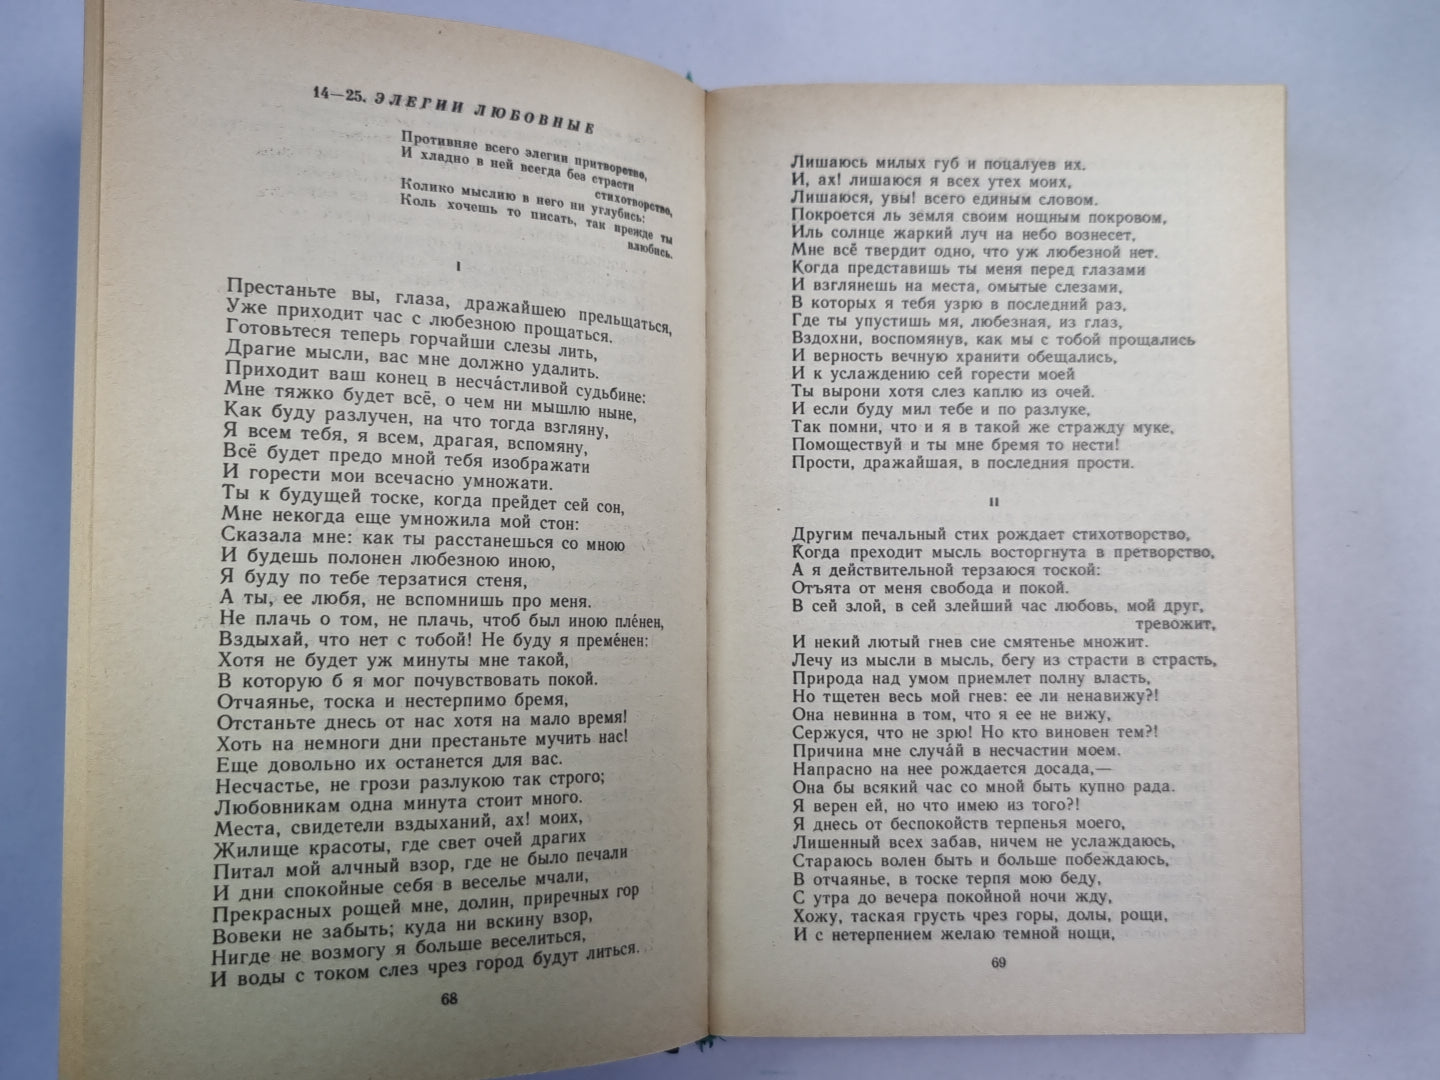 14—25. ЭЛЕГИИ ЛЮБОВНЫЕ
Противняе всего элегии притворство,
И хладно в ней всегда без страсти
стихотворство,
Колико мыслию в него ни углубись:
Коль хочешь то писать, так прежде ты
влюбись.
I
Престаньте вы, глаза, дражайшею прельщаться,
Уже приходит час с любезною прощаться.
Готовьтеся теперь горчайши слезы лить,
Драгие мысли, вас мне должно удалить.
Приходит ваш конец в несча́стливой судьбине:
Мне тяжко будет всё, о чем ни мышлю ныне,
Как буду разлучен, на что тогда взгляну,
Я всем тебя, я всем, драгая, вспомяну,
Всё будет предо мной тебя изображати
И горести мои всечасно умножати.
Ты к будущей тоске, когда прейдет сей сон,
Мне некогда еще умножила мой стон:
Сказала мне: как ты расстанешься со мною
И будешь полонен любезною иною,
Я буду по тебе терзатися стеня,
А ты, ее любя, не вспомнишь про меня.
Не плачь о том, не плачь, чтоб был иною пле́нен,
Вздыхай, что нет с тобой! Не буду я преме́нен:
Хотя не будет уж минуты мне такой,
В которую б я мог почувствовать покой.
Отчаянье, тоска и нестерпимо бремя,
Отстаньте днесь от нас хотя на мало время!
Хоть на немноги дни престаньте мучить нас!
Еще довольно их останется для вас.
Несчастье, не грози разлукою так строго;
Любовникам одна минута стоит много.
Места, свидетели вздыханий, ах! моих,
Жилище красоты, где свет очей драгих
Питал мой алчный взор, где не было печали
И дни спокойные себя в веселье мчали,
Прекрасных рощей мне, долин, приречных гор
Вовеки не забыть; куда ни вскину взор,
Нигде не возмогу я больше веселиться,
И воды с током слез чрез город будут литься.
68
Лишаюсь милых губ и поцалуев их.
И, ах! лишаюся я всех утех моих,
Лишаюся, увы! всего единым словом.
Покроется ль земля своим нощным покровом,
Иль солнце жаркий луч на небо вознесет,
Мне всё твердит одно, что уж любезной нет.
Когда представишь ты меня перед глазами
И взглянешь на места, омытые слезами,
В которых я тебя узрю в последний раз,
Где ты упустишь мя, любезная, из глаз,
Вздохни, воспомянув, как мы с тобой прощались
И верность вечную хранити обещались,
И к услаждению сей горести моей
Ты вырони хотя слез каплю из очей.
И если буду мил тебе и по разлуке,
Так помни, что и я в такой же стражду муке,
Помоществуй и ты мне бремя то нести!
Прости, дражайшая, в последния прости.
II
Другим печальный стих рождает стихотворство,
Когда преходит мысль восторгнута в претворство,
А я действительной терзаюся тоской:
Отъята от меня свобода и покой.
В сей злой, в сей злейший час любовь, мой друг,
тревожит,
И некий лютый гнев сие смятенье множит.
Лечу из мысли в мысль, бегу из страсти в страсть,
Природа над умом приемлет полну власть,
Но тщетен весь мой гнев: ее ли ненавижу?!
Она невинна в том, что я ее не вижу,
Сержуся, что не зрю! Но кто виновен тем?!
Причина мне случа́й в несчастии моем.
Напрасно на нее рождается досада,—
Она бы всякий час со мной быть купно рада.
Я верен ей, но что имею из того?!
Я днесь от беспокойств терпенья моего,
Лишенный всех забав, ничем не услаждаюсь,
Стараюсь волен быть и больше побеждаюсь,
В отчаянье, в тоске терпя мою беду,
С утра до вечера покойной ночи жду,
Хожу, таская грусть чрез горы, долы, рощи,
И с нетерпением желаю темной нощи,
69